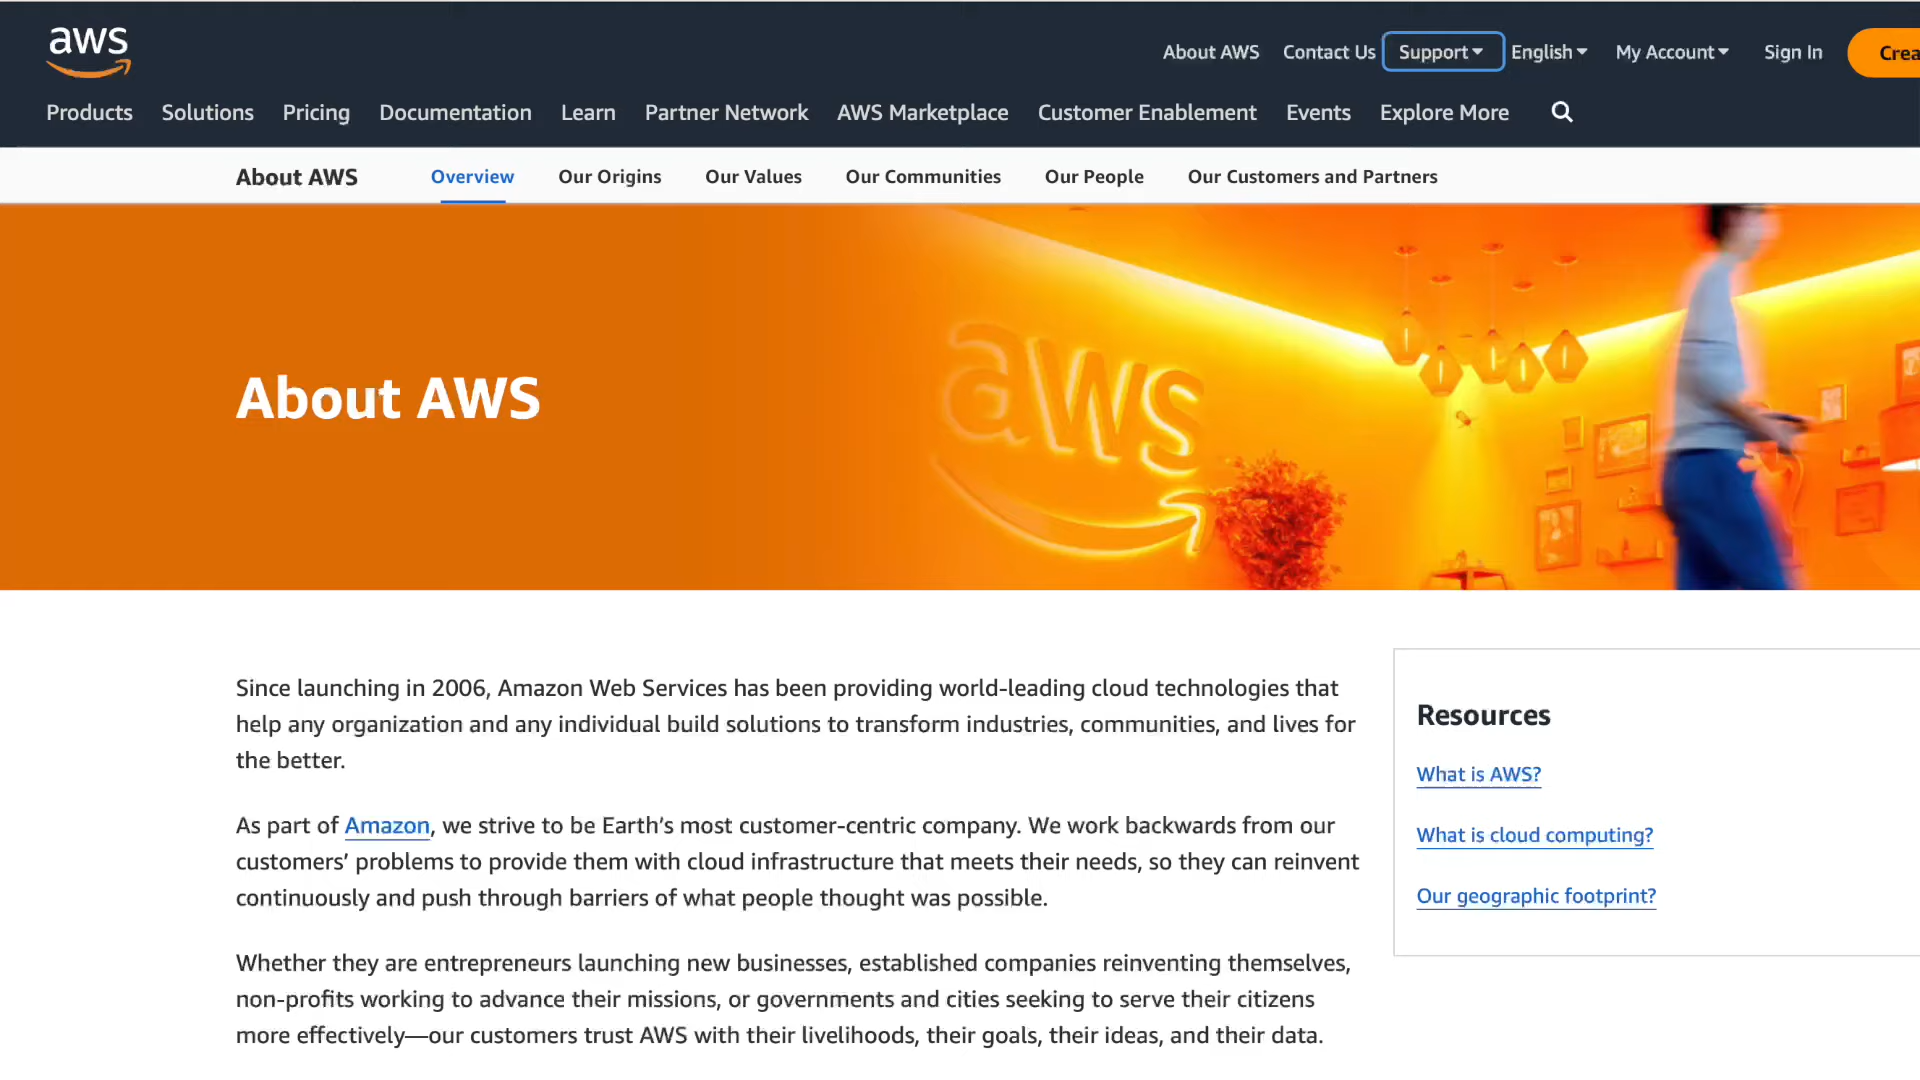 aws
About AWS Contact Us Support English My Account Sign In
Products Solutions Pricing Documentation Learn Partner Network AWS Marketplace Customer Enablement Events Explore More
About AWS Overview Our Origins Our Values Our Communities Our People Our Customers and Partners
About AWS
aws
Since launching in 2006, Amazon Web Services has been providing world-leading cloud technologies that
help any organization and any individual build solutions to transform industries, communities, and lives for
the better.
As part of Amazon, we strive to be Earth’s most customer-centric company. We work backwards from our
customers’ problems to provide them with cloud infrastructure that meets their needs, so they can reinvent
continuously and push through barriers of what people thought was possible.
Whether they are entrepreneurs launching new businesses, established companies reinventing themselves,
non-profits working to advance their missions, or governments and cities seeking to serve their citizens
more effectively—our customers trust AWS with their livelihoods, their goals, their ideas, and their data.
Resources
What is AWS?
What is cloud computing?
Our geographic footprint?